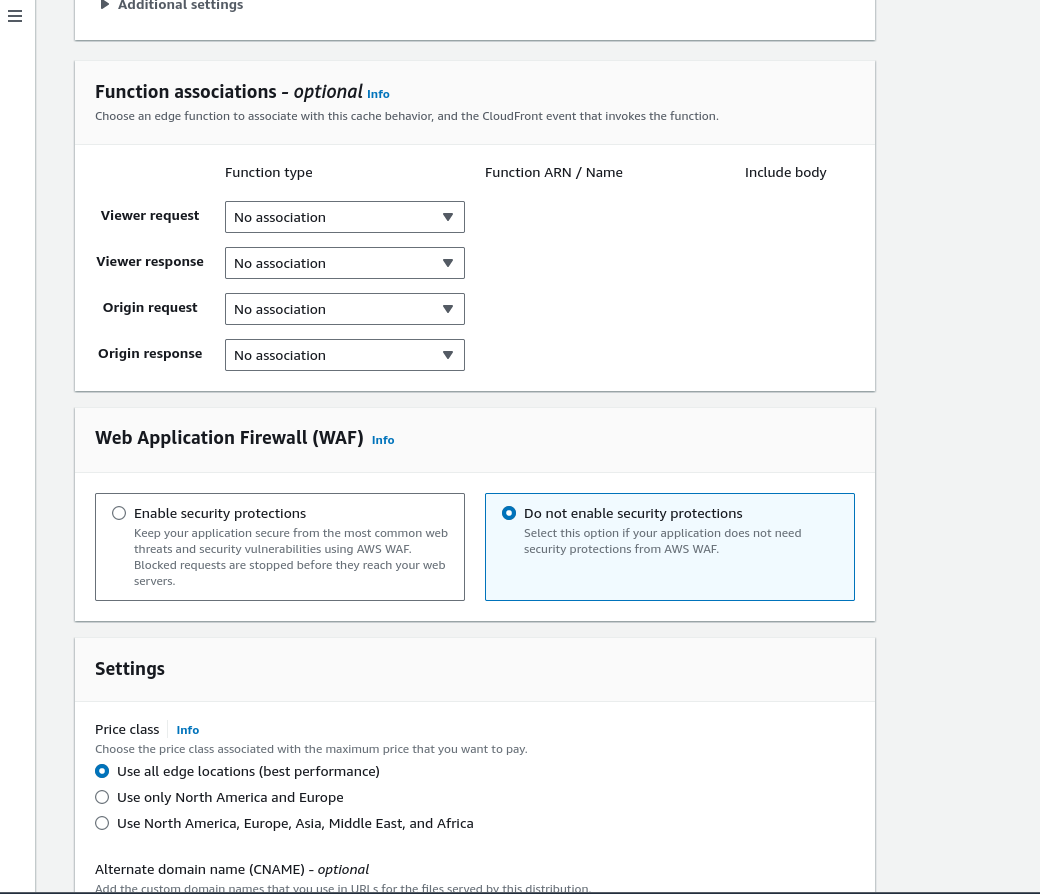 Additional settings
Function associations - optional Info
Choose an edge function to associate with this cache behavior, and the CloudFront event that invokes the function.
Function type Function ARN / Name Include body
Viewer request No association
Viewer response No association
Origin request No association
Origin response No association
Web Application Firewall (WAF) Info
Enable security protections
Keep your application secure from the most common web
threats and security vulnerabilities using AWS WAF.
Blocked requests are stopped before they reach your web
servers.
Do not enable security protections
Select this option if your application does not need
security protections from AWS WAF.
Settings
Price class Info
Choose the price class associated with the maximum price that you want to pay.
Use all edge locations (best performance)
Use only North America and Europe
Use North America, Europe, Asia, Middle East, and Africa
Alternate domain name (CNAME) - optional
Add the custom domain names that you use in URLs for the files served by this distribution.